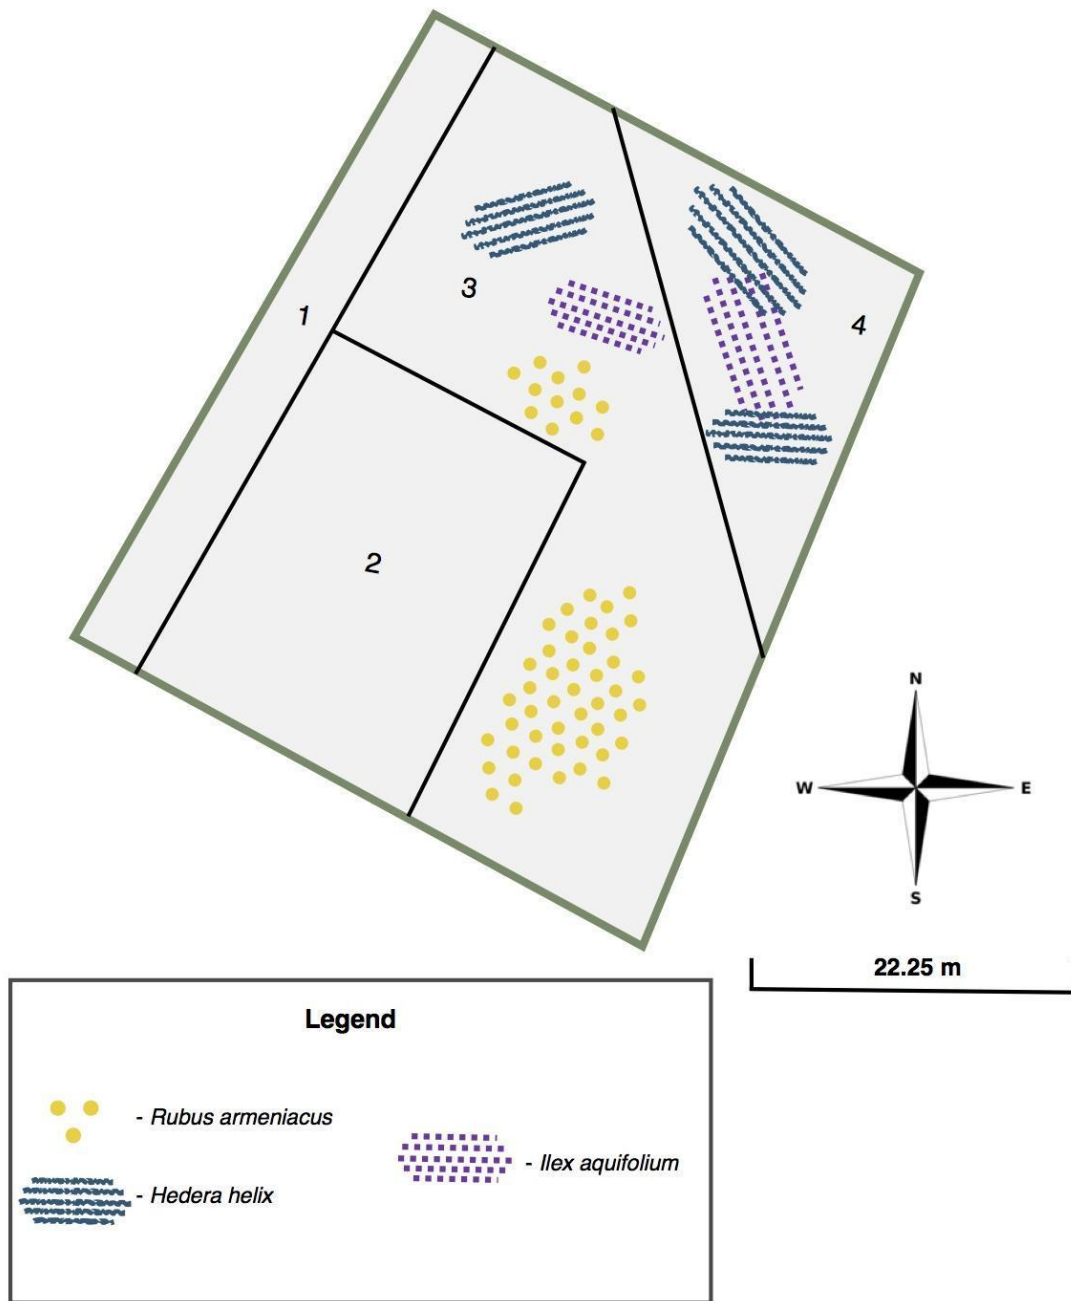 3
1
4
2
N
W
E
S
22.25 m
Legend
- Rubus armeniacus
- Ilex aquifolium
- Hedera helix